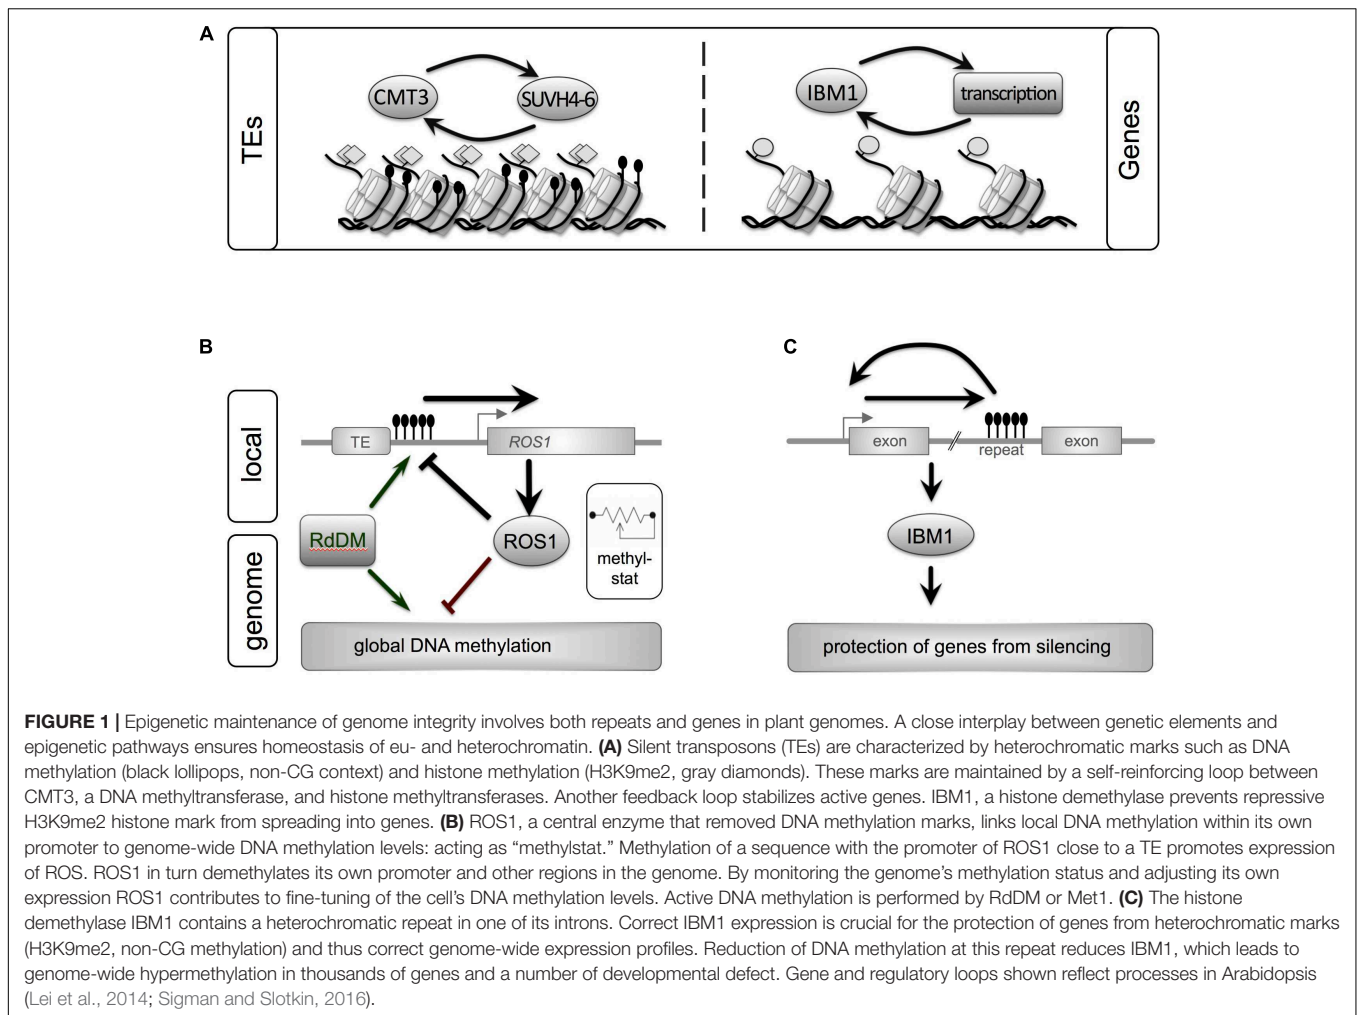 A
TEs
CMT3
SUVH4-6
IBM1
transcription
Genes
B
local
genome
TE
ROS1
RdDM
ROS1
methyl-
stat
global DNA methylation
C
exon
repeat
exon
IBM1
protection of genes from silencing
FIGURE 1 | Epigenetic maintenance of genome integrity involves both repeats and genes in plant genomes. A close interplay between genetic elements and
epigenetic pathways ensures homeostasis of eu- and heterochromatin. (A) Silent transposons (TEs) are characterized by heterochromatic marks such as DNA
methylation (black lollipops, non-CG context) and histone methylation (H3K9me2, gray diamonds). These marks are maintained by a self-reinforcing loop between
CMT3, a DNA methyltransferase, and histone methyltransferases. Another feedback loop stabilizes active genes. IBM1, a histone demethylase prevents repressive
H3K9me2 histone mark from spreading into genes. (B) ROS1, a central enzyme that removed DNA methylation marks, links local DNA methylation within its own
promoter to genome-wide DNA methylation levels: acting as “methylstat.” Methylation of a sequence with the promoter of ROS1 close to a TE promotes expression
of ROS. ROS1 in turn demethylates its own promoter and other regions in the genome. By monitoring the genome’s methylation status and adjusting its own
expression ROS1 contributes to fine-tuning of the cell’s DNA methylation levels. Active DNA methylation is performed by RdDM or Met1. (C) The histone
demethylase IBM1 contains a heterochromatic repeat in one of its introns. Correct IBM1 expression is crucial for the protection of genes from heterochromatic marks
(H3K9me2, non-CG methylation) and thus correct genome-wide expression profiles. Reduction of DNA methylation at this repeat reduces IBM1, which leads to
genome-wide hypermethylation in thousands of genes and a number of developmental defect. Gene and regulatory loops shown reflect processes in Arabidopsis
(Lei et al., 2014; Sigman and Slotkin, 2016).